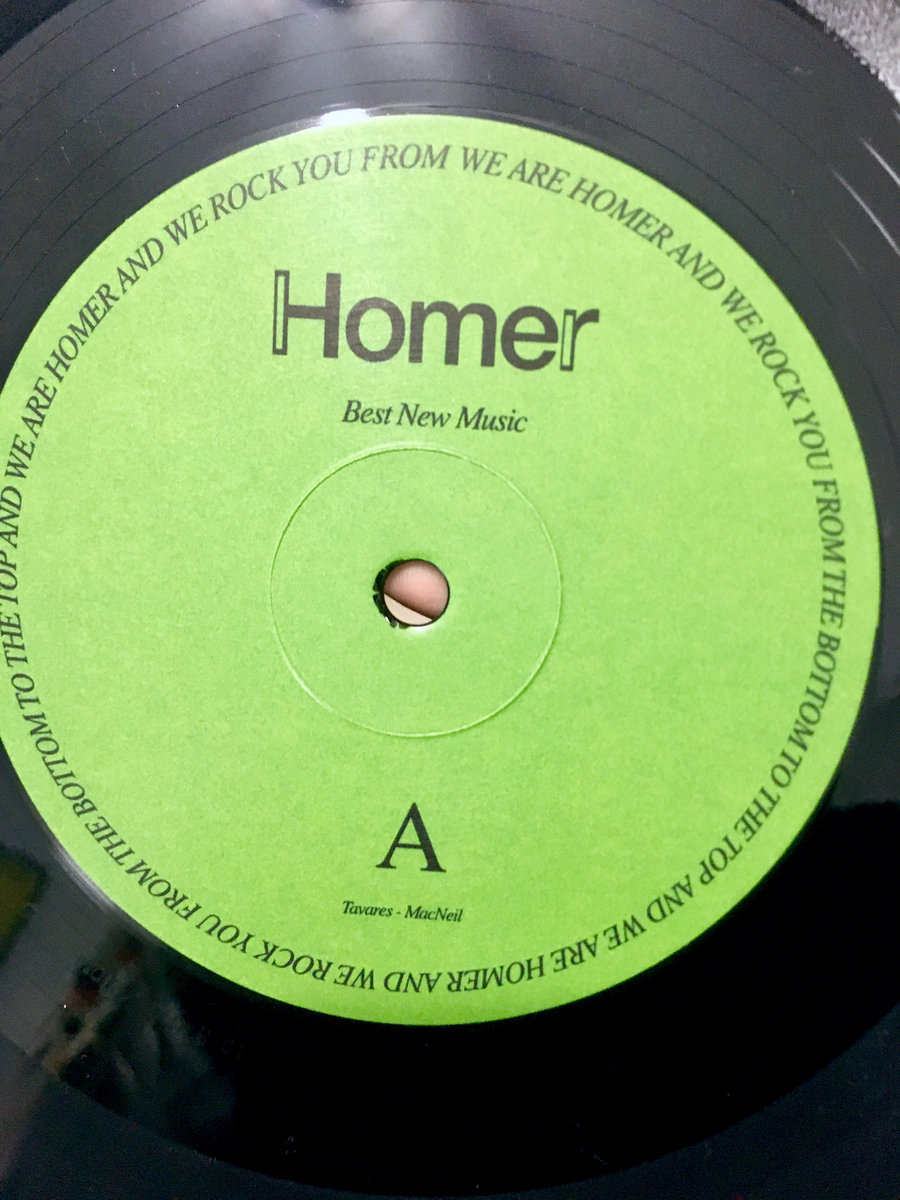 WE ARE HOMER AND WE ROCK YOU FROM THE BOTTOM TO THE TOP AND WE ARE HOMER AND WE ROCK YOU FROM THE BOTTOM TO THE TOP AND WE ARE HOMER AND WE ROCK YOU FROM
Homer
Best New Music
A
Tavares - MacNeil